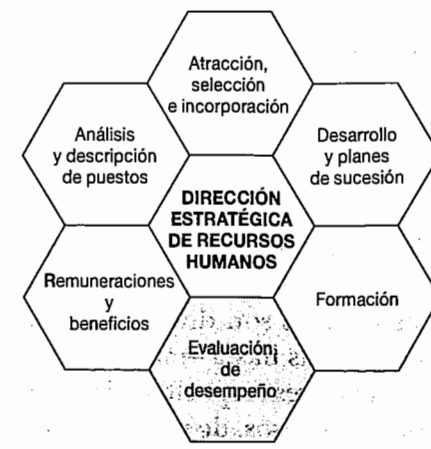 Atracción,
selección
e incorporación
Análisis
y descripción
de puestos
Desarrollo
y planes
de sucesión
DIRECCIÓN
ESTRATÉGICA
DE RECURSOS
HUMANOS
Remuneraciones
y
beneficios
Formación
Evaluación
de
desempeño